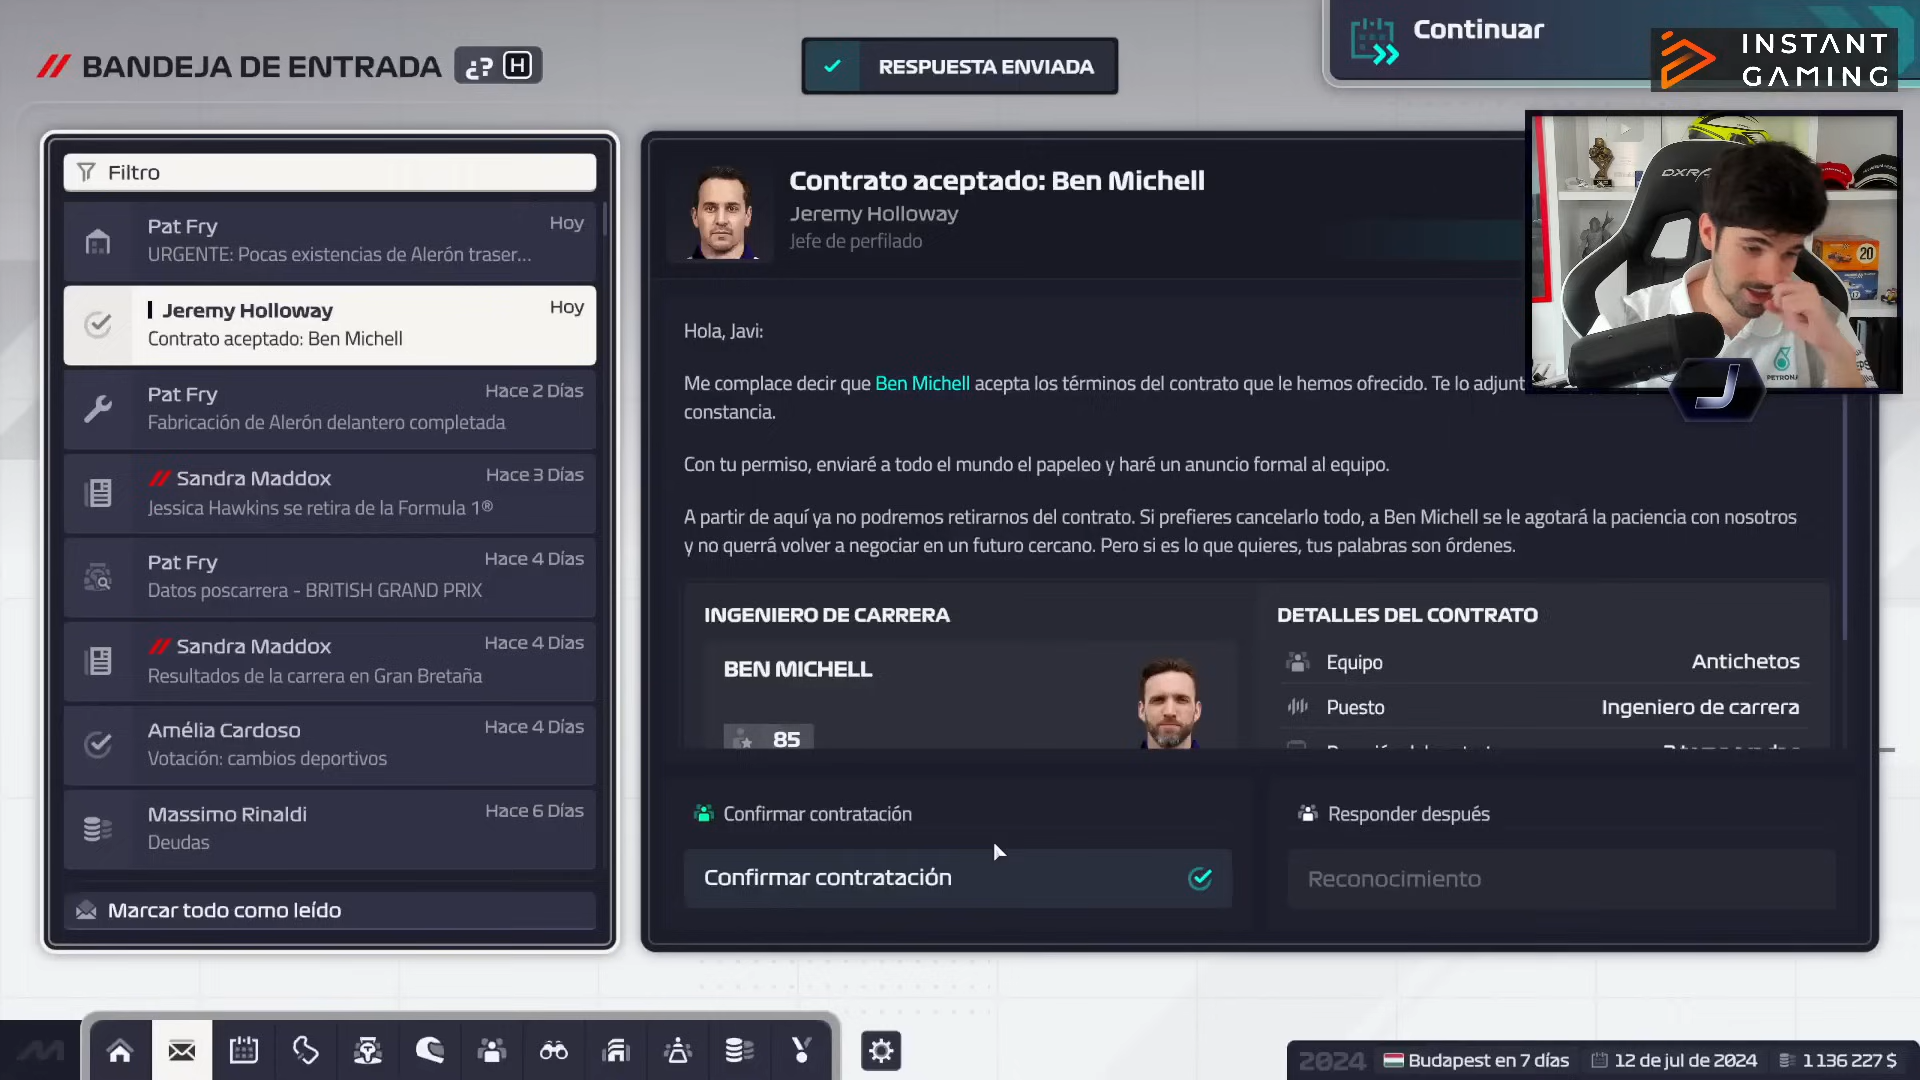 BANDEJA DE ENTRADA ¿? H
RESPUESTA ENVIADA
Continuar
INSTANT
GAMING
Filtro
Pat Fry Hoy
URGENTE: Pocas existencias de Alerón traser...
Jeremy Holloway Hoy
Contrato aceptado: Ben Michell
Pat Fry Hace 2 Días
Fabricación de Alerón delantero completada
Sandra Maddox Hace 3 Días
Jessica Hawkins se retira de la Formula 1®
Pat Fry Hace 4 Días
Datos poscarrera - BRITISH GRAND PRIX
Sandra Maddox Hace 4 Días
Resultados de la carrera en Gran Bretaña
Amélia Cardoso Hace 4 Días
Votación: cambios deportivos
Massimo Rinaldi Hace 6 Días
Deudas
Marcar todo como leído
Contrato aceptado: Ben Michell
Jeremy Holloway
Jefe de perfilado
Hola, Javi:
Me complace decir que Ben Michell acepta los términos del contrato que le hemos ofrecido. Te lo adjunt
constancia.
Con tu permiso, enviaré a todo el mundo el papeleo y haré un anuncio formal al equipo.
A partir de aquí ya no podremos retirarnos del contrato. Si prefieres cancelarlo todo, a Ben Michell se le agotará la paciencia con nosotros
y no querrá volver a negociar en un futuro cercano. Pero si es lo que quieres, tus palabras son órdenes.
INGENIERO DE CARRERA
BEN MICHELL
85
DETALLES DEL CONTRATO
Equipo Antichetos
Puesto Ingeniero de carrera
Confirmar contratación
Confirmar contratación
Responder después
Reconocimiento
DXRA
20
PETRONA
J
2024 Budapest en 7 días 12 de jul de 2024 1 136 227 $